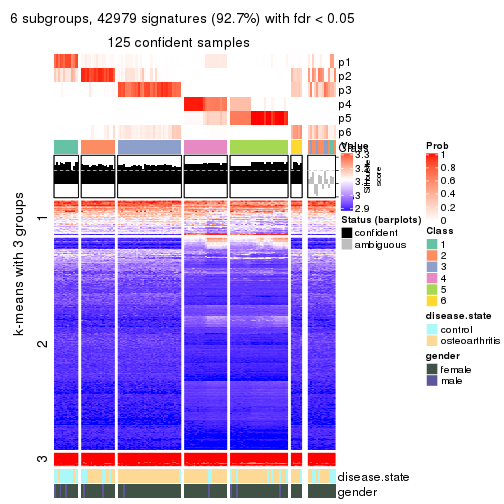 6 subgroups, 42979 signatures (92.7%) with fdr < 0.05
125 confident samples
p1
p2
p3
p4
p5
p6
Class
Silhouette
score
k-means with 3 groups
1
2
3
disease.state
gender
Value
3.3
3.2
3.1
3
2.9
Status (barplots)
confident
ambiguous
Prob
1
0.8
0.6
0.4
0.2
0
Class
1
2
3
4
5
6
disease.state
control
osteoarthritis
gender
female
male